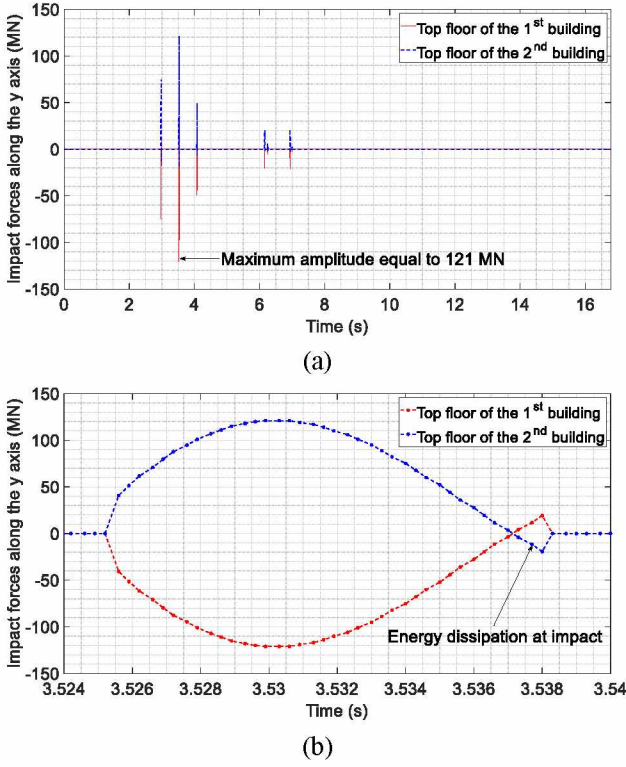 150
100
50
0
-50
-100
-150
Impact forces along the y axis (MN)
Top floor of the 1st building
Top floor of the 2nd building
Maximum amplitude equal to 121 MN
0 2 4 6 8 10 12 14 16
Time (s)
(a)
150
100
50
0
-50
-100
-150
Impact forces along the y axis (MN)
Top floor of the 1st building
Top floor of the 2nd building
Energy dissipation at impact
3.524 3.526 3.528 3.53 3.532 3.534 3.536 3.538 3.54
Time (s)
(b)